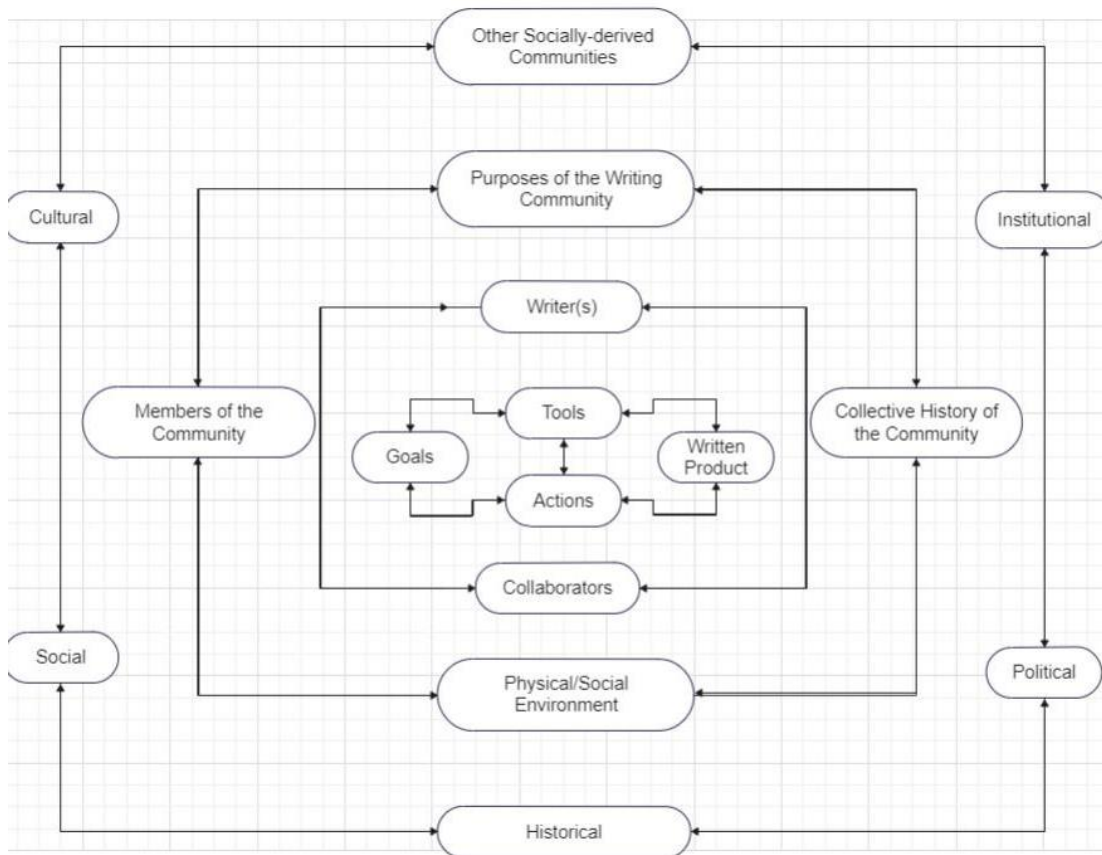 Other Socially-derived
Communities
Purposes of the Writing
Community
Cultural
Institutional
Writer(s)
Members of the
Community
Tools
Collective History of
the Community
Goals
Written
Product
Actions
Collaborators
Social
Political
Physical/Social
Environment
Historical